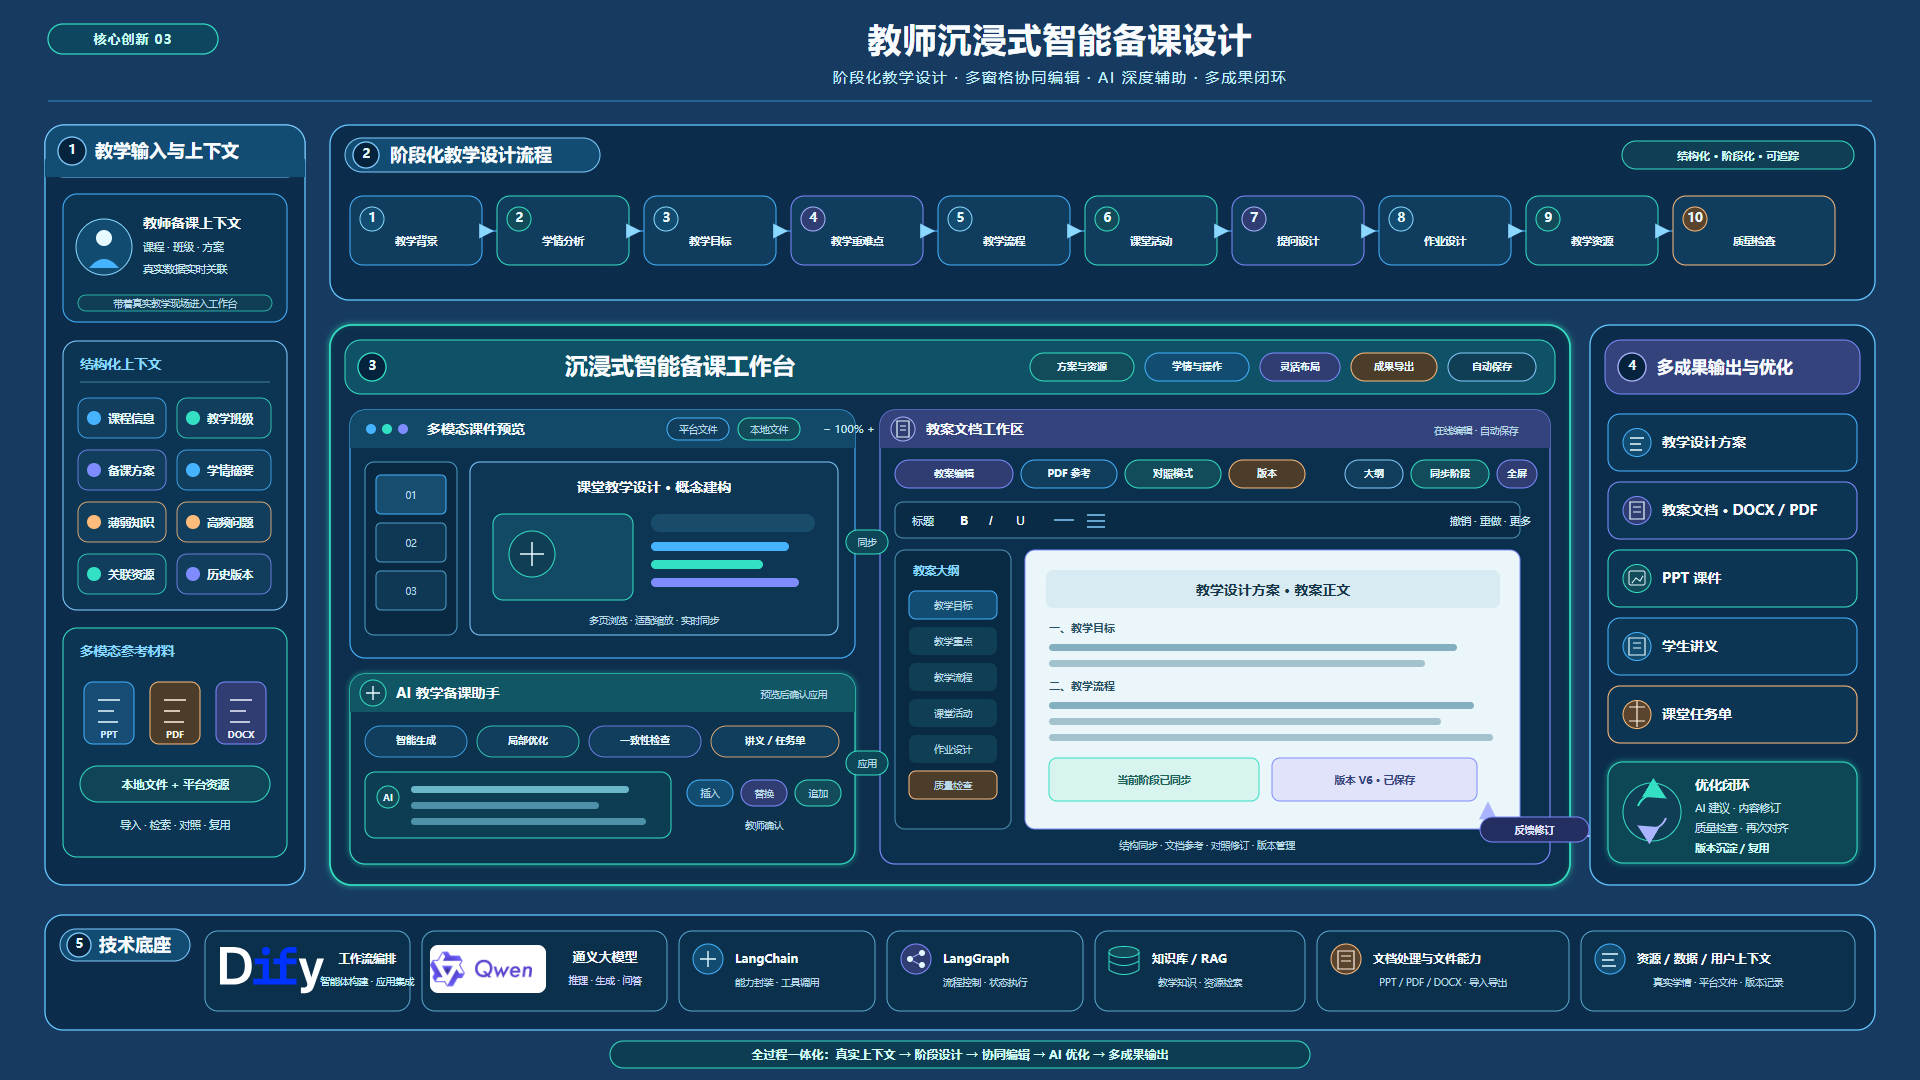 核心创新 03
教师沉浸式智能备课设计
阶段化教学设计 · 多窗格协同编辑 · AI 深度辅助 · 多成果闭环
1 教学输入与上下文
教师备课上下文
课程 · 班级 · 方案
真实数据实时关联
带着真实教学现场进入工作台
结构化上下文
课程信息
教学班级
备课方案
学情摘要
薄弱知识
高频问题
关联资源
历史版本
多模态参考材料
PPT
PDF
DOCX
本地文件 + 平台资源
导入 · 检索 · 对照 · 复用
2 阶段化教学设计流程
结构化 • 阶段化 • 可追踪
1 教学背景
2 学情分析
3 教学目标
4 教学重难点
5 教学流程
6 课堂活动
7 提问设计
8 作业设计
9 教学资源
10 质量检查
3 沉浸式智能备课工作台
方案与资源
学情与操作
灵活布局
成果导出
自动保存
多模态课件预览
平台文件
本地文件
− 100% +
01
02
03
课堂教学设计 • 概念建构
多页浏览 · 适配缩放 · 实时同步
同步
AI 教学备课助手
预览后确认应用
智能生成
局部优化
一致性检查
讲义 / 任务单
AI
插入
替换
追加
教师确认
应用
教案文档工作区
在线编辑 · 自动保存
教案编辑
PDF 参考
对照模式
版本
大纲
同步阶段
全屏
标题 B I U
撤销 · 重做 · 更多
教案大纲
教学目标
教学重点
教学流程
课堂活动
作业设计
质量检查
教学设计方案 • 教案正文
一、教学目标
二、教学流程
当前阶段已同步
版本 V6 • 已保存
反馈修订
结构同步 · 文档参考 · 对照修订 · 版本管理
4 多成果输出与优化
教学设计方案
教案文档 • DOCX / PDF
PPT 课件
学生讲义
课堂任务单
优化闭环
AI 建议 · 内容修订
质量检查 · 再次对齐
版本沉淀 / 复用
5 技术底座
Dify
工作流编排
智能体构建 · 应用集成
Qwen
通义大模型
推理 · 生成 · 问答
LangChain
能力封装 · 工具调用
LangGraph
流程控制 · 状态执行
知识库 / RAG
教学知识 · 资源检索
文档处理与文件能力
PPT / PDF / DOCX · 导入导出
资源 / 数据 / 用户上下文
真实学情 · 平台文件 · 版本记录
全过程一体化：真实上下文 → 阶段设计 → 协同编辑 → AI 优化 → 多成果输出